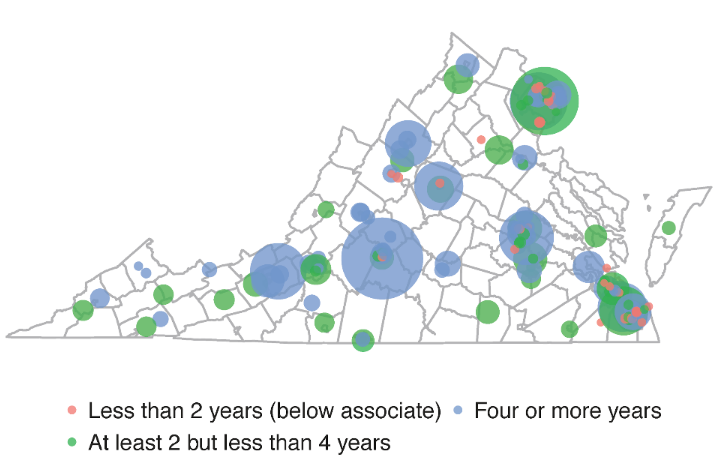 Less than 2 years (below associate) Four or more years
At least 2 but less than 4 years